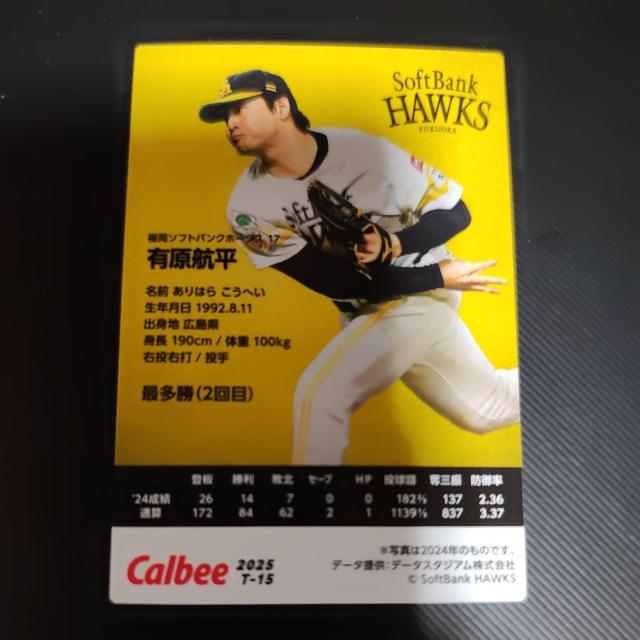 SoftBank
HAWKS
FUKUOKA
SoftBank
福岡ソフトバンクホークス 17
有原航平
名前 ありはら こうへい
生年月日 1992.8.11
出身地 広島県
身長 190cm / 体重 100kg
右投右打 / 投手
最多勝(2回目)
登板 勝利 敗北 セーブ HP 投球回 奪三振 防御率
'24成績 26 14 7 0 0 182⅔ 137 2.36
通算 172 84 62 2 1 1139⅔ 837 3.37
Calbee 2025
T-15
※写真は2024年のものです。
データ提供:データスタジアム株式会社
© SoftBank HAWKS